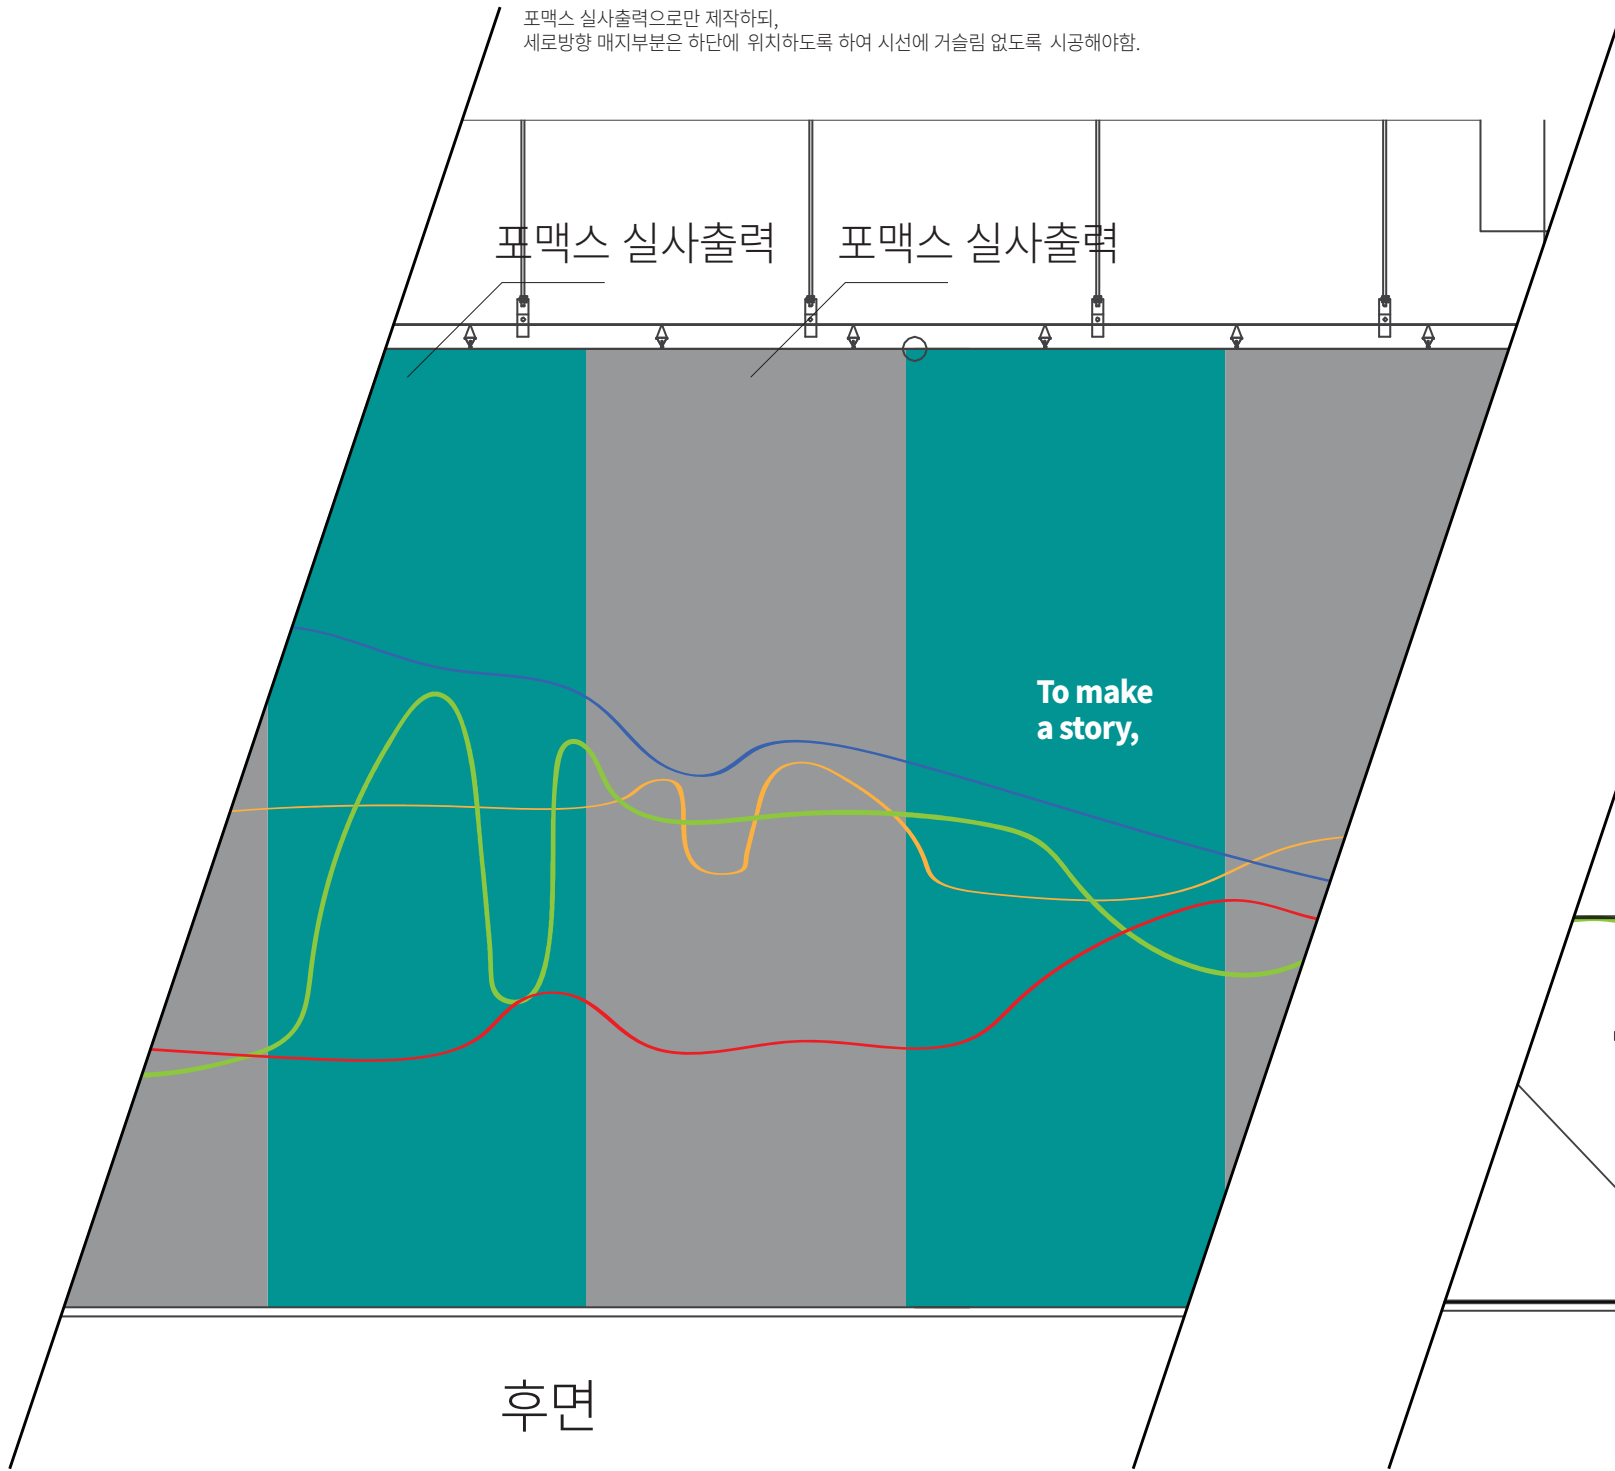 포맥스 실사출력으로만 제작하되,
세로방향 매지부분은 하단에 위치하도록 하여 시선에 거슬림 없도록 시공해야함.
포맥스 실사출력
포맥스 실사출력
To make
a story,
후면